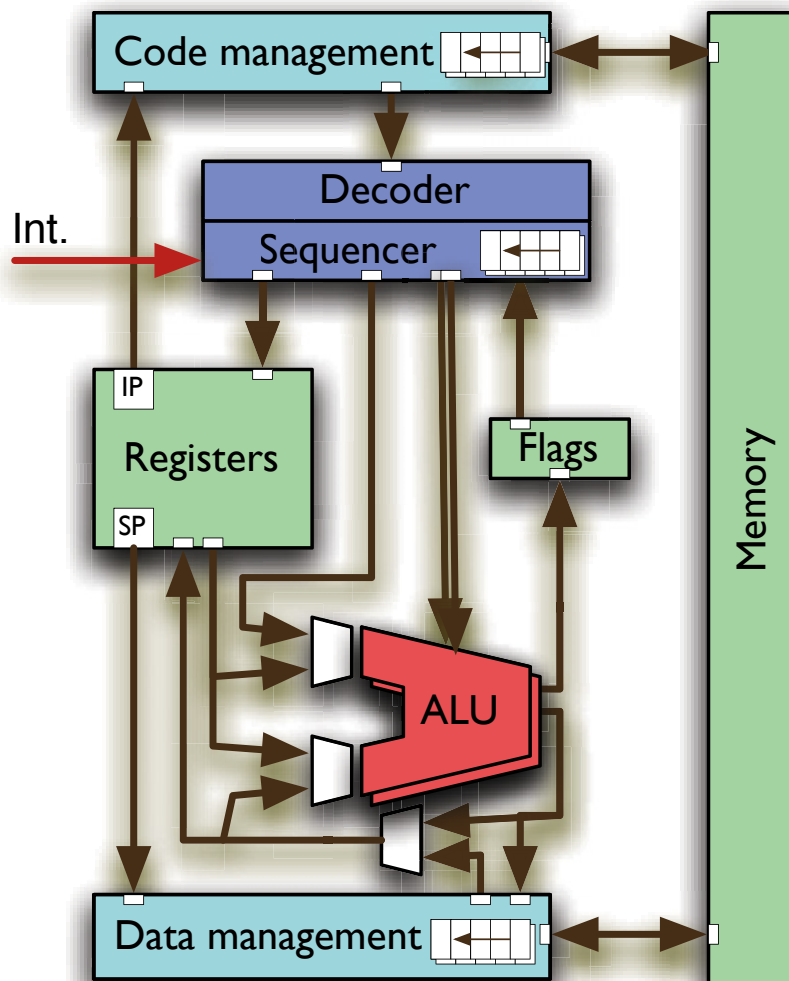 Code management
Decoder
Int.
Sequencer
IP
Registers
Flags
SP
Memory
ALU
Data management